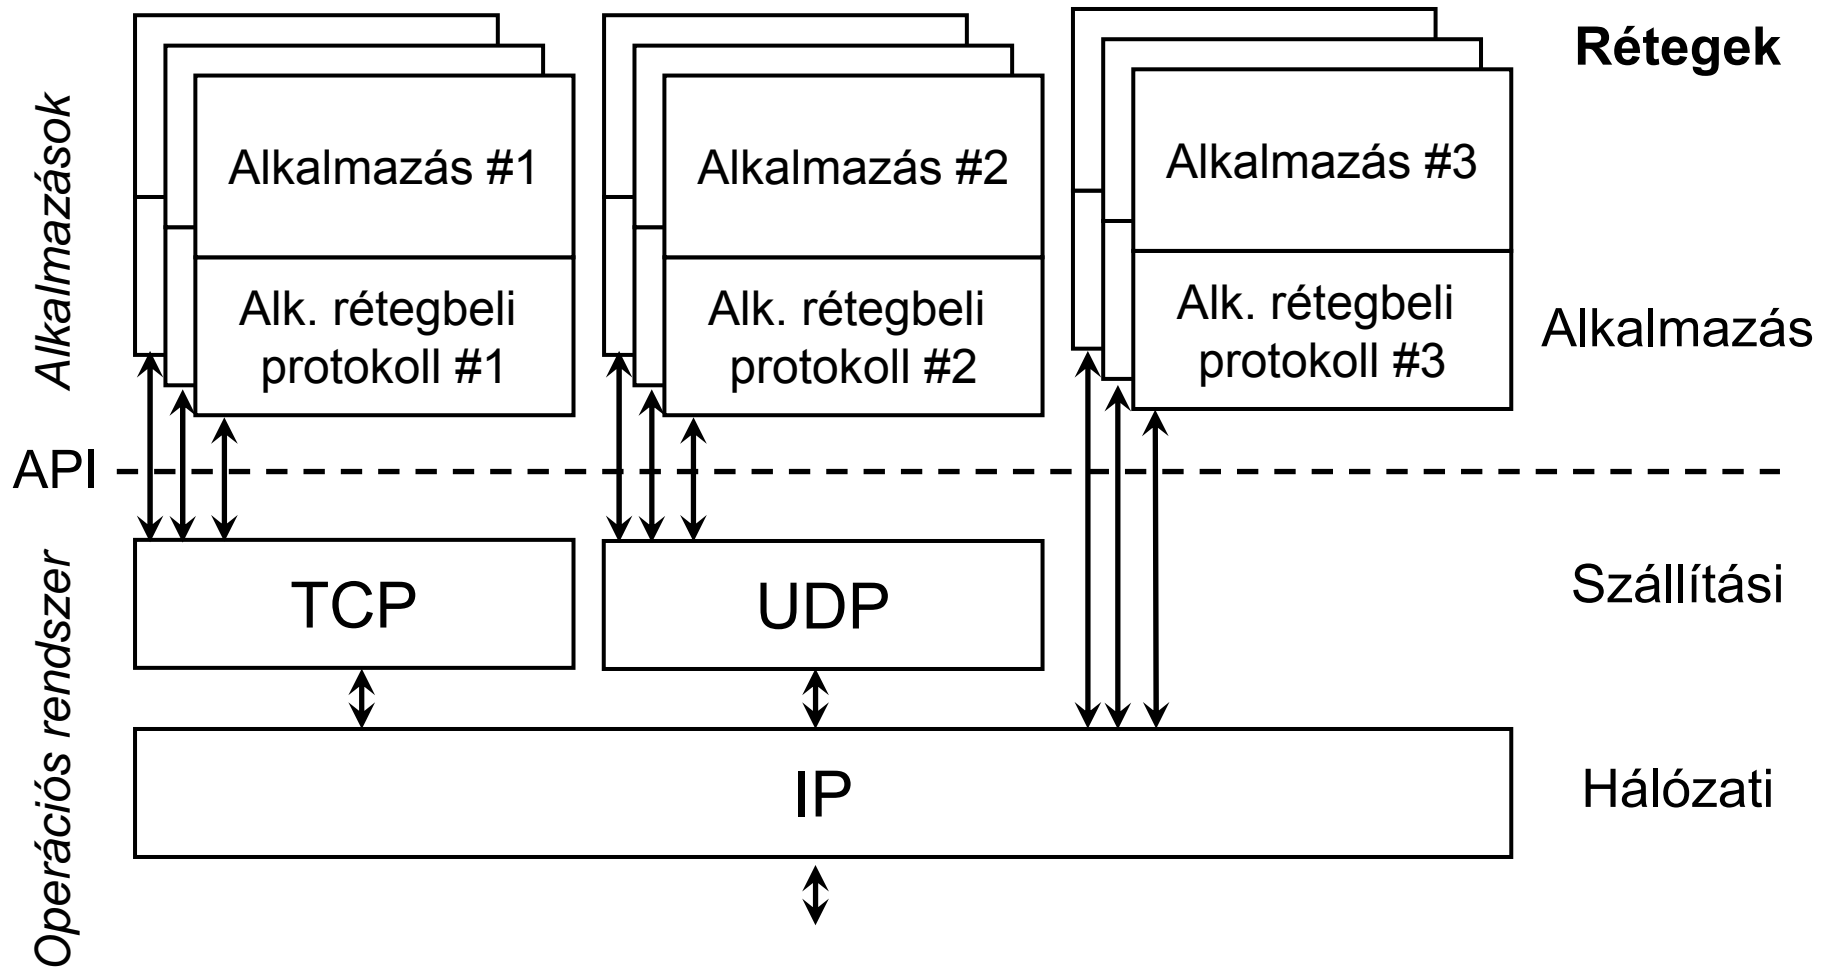 Rétegek
Alkalmazások
Alkalmazás #1
Alkalmazás #2
Alkalmazás #3
Alk. rétegbeli
protokoll #1
Alk. rétegbeli
protokoll #2
Alk. rétegbeli
protokoll #3
Alkalmazás
API
Operációs rendszer
TCP
UDP
Szállítási
IP
Hálózati